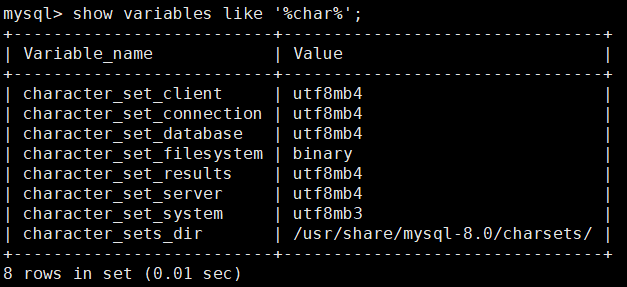 mysql> show variables like '%char%';
+--------------------------+--------------------------------+
| Variable_name            | Value                          |
+--------------------------+--------------------------------+
| character_set_client     | utf8mb4                        |
| character_set_connection | utf8mb4                        |
| character_set_database   | utf8mb4                        |
| character_set_filesystem | binary                         |
| character_set_results    | utf8mb4                        |
| character_set_server     | utf8mb4                        |
| character_set_system     | utf8mb3                        |
| character_sets_dir       | /usr/share/mysql-8.0/charsets/ |
+--------------------------+--------------------------------+
8 rows in set (0.01 sec)